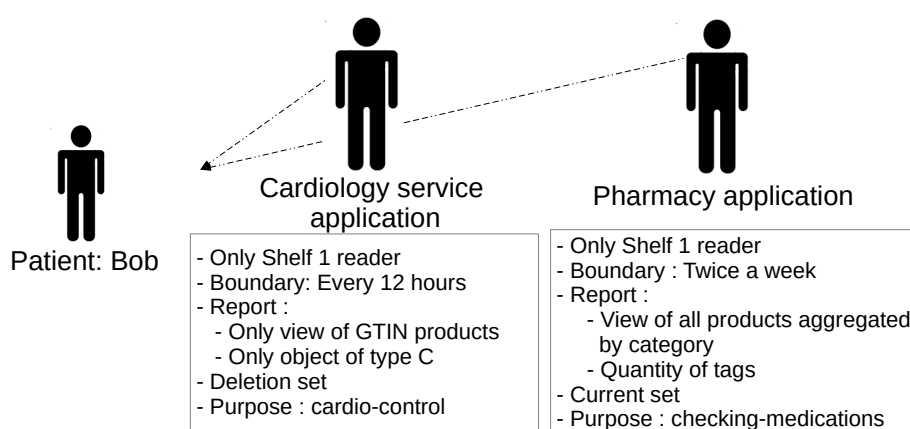 Patient: Bob
Cardiology service
application
- Only Shelf 1 reader
- Boundary: Every 12 hours
- Report :
- Only view of GTIN products
- Only object of type C
- Deletion set
- Purpose : cardio-control
Pharmacy application
- Only Shelf 1 reader
- Boundary : Twice a week
- Report :
- View of all products aggregated
by category
- Quantity of tags
- Current set
- Purpose : checking-medications